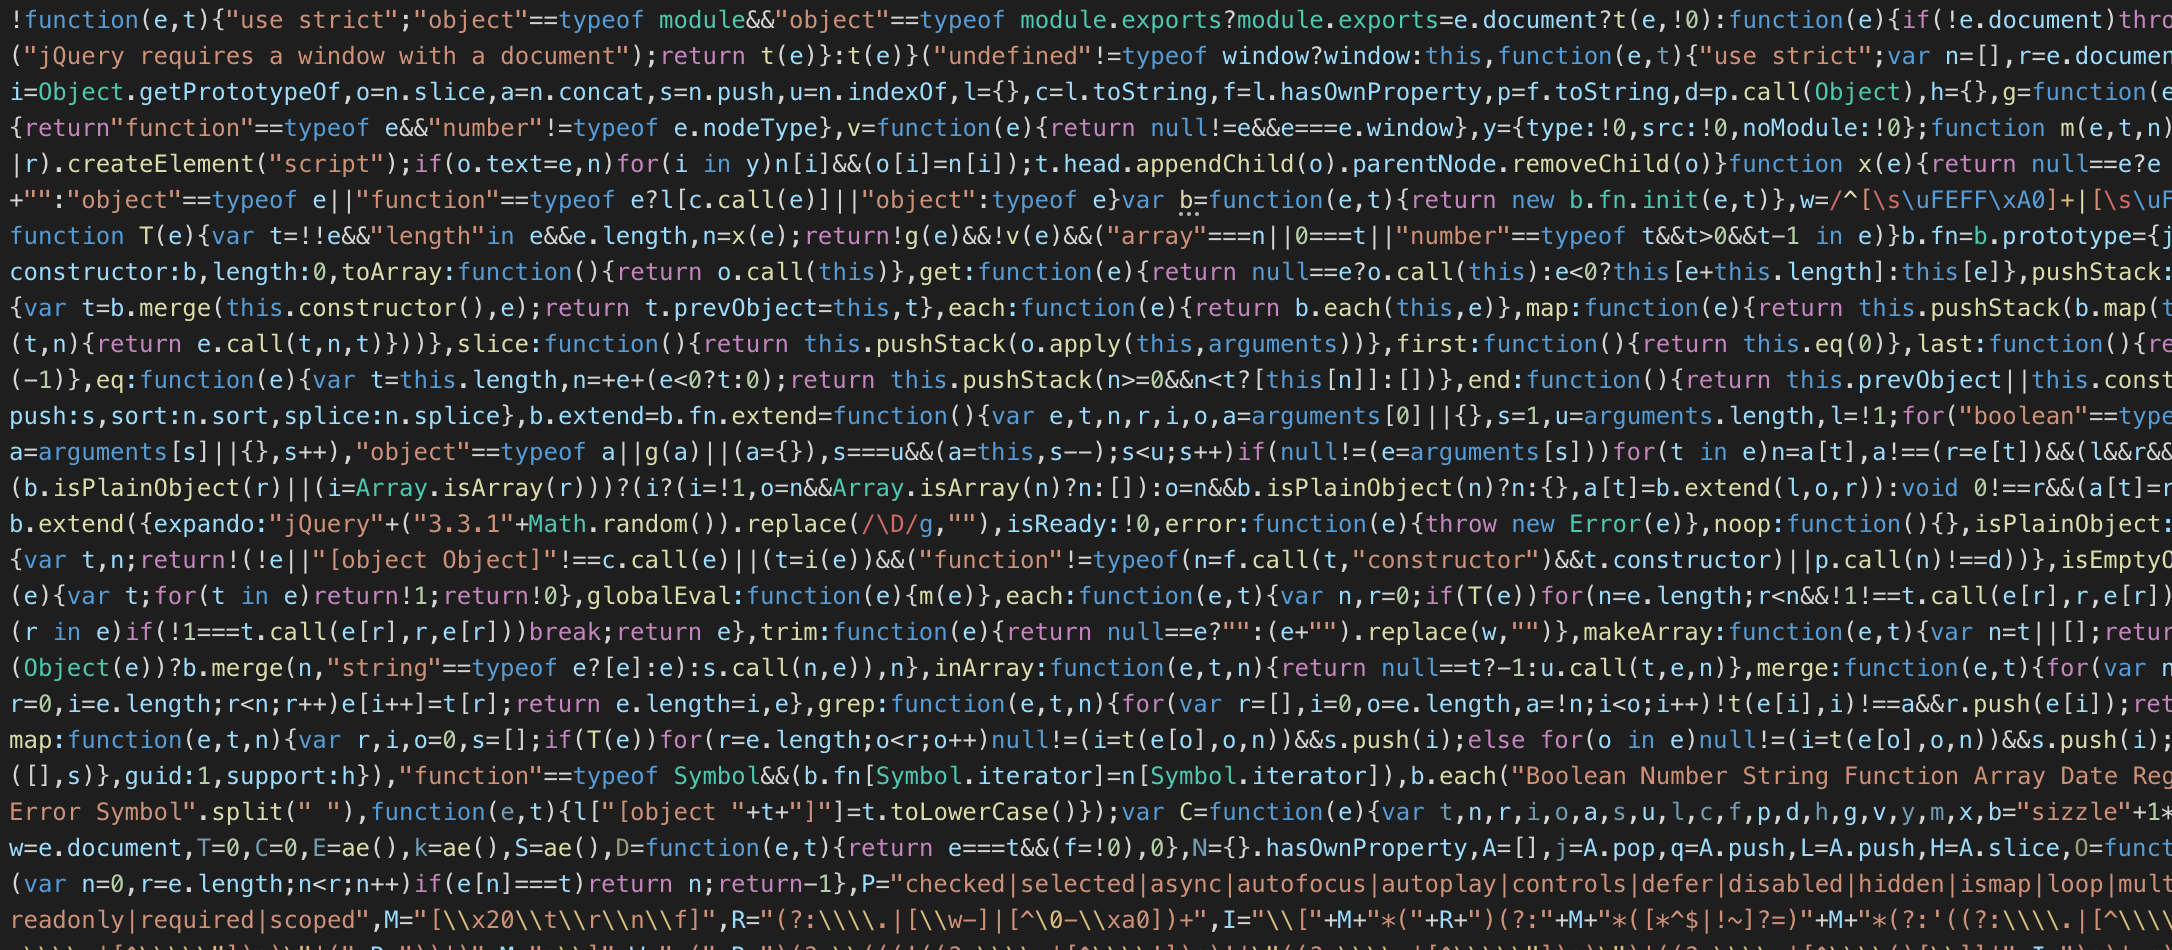 !function(e,t){"use strict";"object"==typeof module&&"object"==typeof module.exports?module.exports=e.document?t(e,!0):function(e){if(!e.document)thro
("jQuery requires a window with a document");return t(e)}:t(e)}("undefined"!=typeof window?window:this,function(e,t){"use strict";var n=[],r=e.documen
i=Object.getPrototypeOf,o=n.slice,a=n.concat,s=n.push,u=n.indexOf,l={},c=l.toString,f=l.hasOwnProperty,p=f.toString,d=p.call(Object),h={},g=function(e
{return"function"==typeof e&&"number"!=typeof e.nodeType},v=function(e){return null!=e&&e===e.window},y={type:!0,src:!0,noModule:!0};function m(e,t,n)
|r).createElement("script");if(o.text=e,n)for(i in y)n[i]&&(o[i]=n[i]);t.head.appendChild(o).parentNode.removeChild(o)}function x(e){return null==e?e
+"":"object"==typeof e||"function"==typeof e?l[c.call(e)]||"object":typeof e}var b=function(e,t){return new b.fn.init(e,t)},w=/^[\s\uFEFF\xA0]+|[\s\uF
function T(e){var t=!!e&&"length"in e&&e.length,n=x(e);return!g(e)&&!v(e)&&("array"===n||0===t||"number"==typeof t&&t>0&&t-1 in e)}b.fn=b.prototype={j
constructor:b,length:0,toArray:function(){return o.call(this)},get:function(e){return null==e?o.call(this):e<0?this[e+this.length]:this[e]},pushStack:
{var t=b.merge(this.constructor(),e);return t.prevObject=this,t},each:function(e){return b.each(this,e)},map:function(e){return this.pushStack(b.map(t
(t,n){return e.call(t,n,t)}))},slice:function(){return this.pushStack(o.apply(this,arguments))},first:function(){return this.eq(0)},last:function(){re
(-1)},eq:function(e){var t=this.length,n=+e+(e<0?t:0);return this.pushStack(n>=0&&n<t?[this[n]]:[])},end:function(){return this.prevObject||this.const
push:s,sort:n.sort,splice:n.splice},b.extend=b.fn.extend=function(){var e,t,n,r,i,o,a=arguments[0]||{},s=1,u=arguments.length,l=!1;for("boolean"==type
a=arguments[s]||{},s++),"object"==typeof a||g(a)||(a={}),s===u&&(a=this,s--);s<u;s++)if(null!=(e=arguments[s]))for(t in e)n=a[t],a!==(r=e[t])&&(l&&r&&
(b.isPlainObject(r)||(i=Array.isArray(r)))?(i?(i=!1,o=n&&Array.isArray(n)?n:[]):o=n&&b.isPlainObject(n)?n:{},a[t]=b.extend(l,o,r)):void 0!==r&&(a[t]=r
b.extend({expando:"jQuery"+("3.3.1"+Math.random()).replace(/\D/g,""),isReady:!0,error:function(e){throw new Error(e)},noop:function(){},isPlainObject:
{var t,n;return!(!e||"[object Object]"!==c.call(e)||(t=i(e))&&("function"!=typeof(n=f.call(t,"constructor")&&t.constructor)||p.call(n)!==d))},isEmptyO
(e){var t;for(t in e)return!1;return!0},globalEval:function(e){m(e)},each:function(e,t){var n,r=0;if(T(e))for(n=e.length;r<n&&!1!==t.call(e[r],r,e[r])
(r in e)if(!1===t.call(e[r],r,e[r]))break;return e},trim:function(e){return null==e?"":(e+"").replace(w,"")},makeArray:function(e,t){var n=t||[];retur
(Object(e))?b.merge(n,"string"==typeof e?[e]:e):s.call(n,e)),n},inArray:function(e,t,n){return null==t?-1:u.call(t,e,n)},merge:function(e,t){for(var n
r=0,i=e.length;r<n;r++)e[i++]=t[r];return e.length=i,e},grep:function(e,t,n){for(var r=[],i=0,o=e.length,a=!n;i<o;i++)!t(e[i],i)!==a&&r.push(e[i]);ret
map:function(e,t,n){var r,i,o=0,s=[];if(T(e))for(r=e.length;o<r;o++)null!=(i=t(e[o],o,n))&&s.push(i);else for(o in e)null!=(i=t(e[o],o,n))&&s.push(i);
([],s)},guid:1,support:h}),"function"==typeof Symbol&&(b.fn[Symbol.iterator]=n[Symbol.iterator]),b.each("Boolean Number String Function Array Date Reg
Error Symbol".split(" "),function(e,t){l["[object "+t+"]"]=t.toLowerCase()});var C=function(e){var t,n,r,i,o,a,s,u,l,c,f,p,d,h,g,v,y,m,x,b="sizzle"+1*
w=e.document,T=0,C=0,E=ae(),k=ae(),S=ae(),D=function(e,t){return e===t&&(f=!0),0},N={}.hasOwnProperty,A=[],j=A.pop,q=A.push,L=A.push,H=A.slice,O=funct
(var n=0,r=e.length;n<r;n++)if(e[n]===t)return n;return-1},P="checked|selected|async|autofocus|autoplay|controls|defer|disabled|hidden|ismap|loop|mult
readonly|required|scoped",M="[\\x20\\t\\r\\n\\f]",R="(?:\\\\.|[\\w-]|[^\0-\\xa0])+",I="\\["+M+"*("+R+")(?:"+M+"*([*^$|!~]?=)"+M+"*(?:'((?:\\\\.|[^\\\\